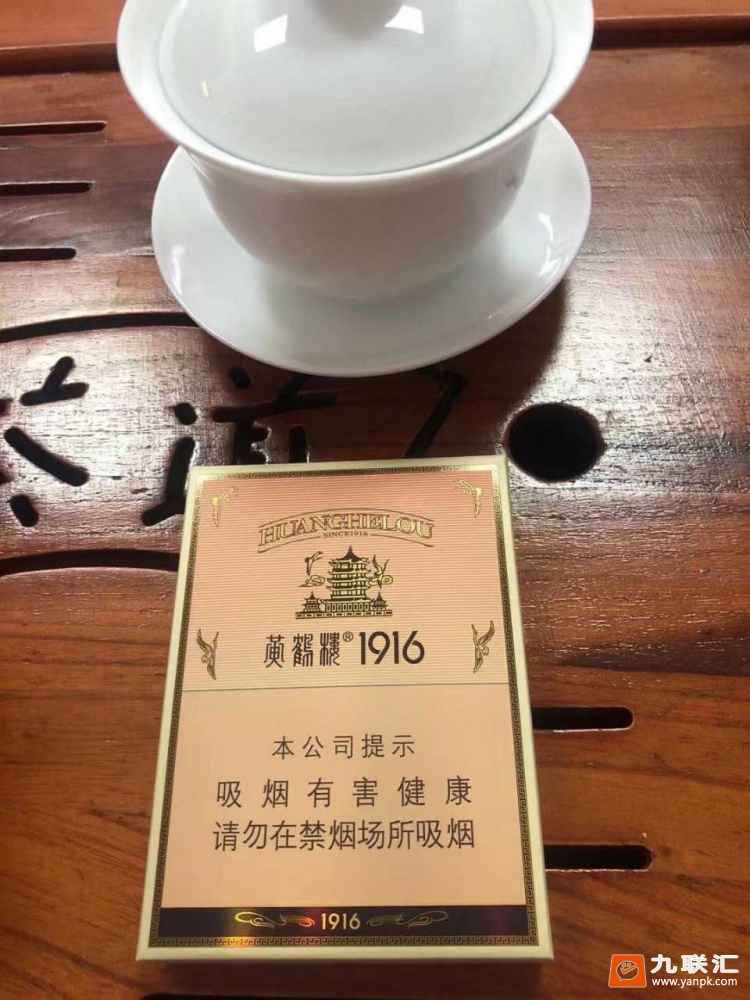 HUANGHELOU
SINCE1916
黄鹤楼® 1916
本公司提示
吸烟有害健康
请勿在禁烟场所吸烟
1916
九联汇
www.yanpk.com